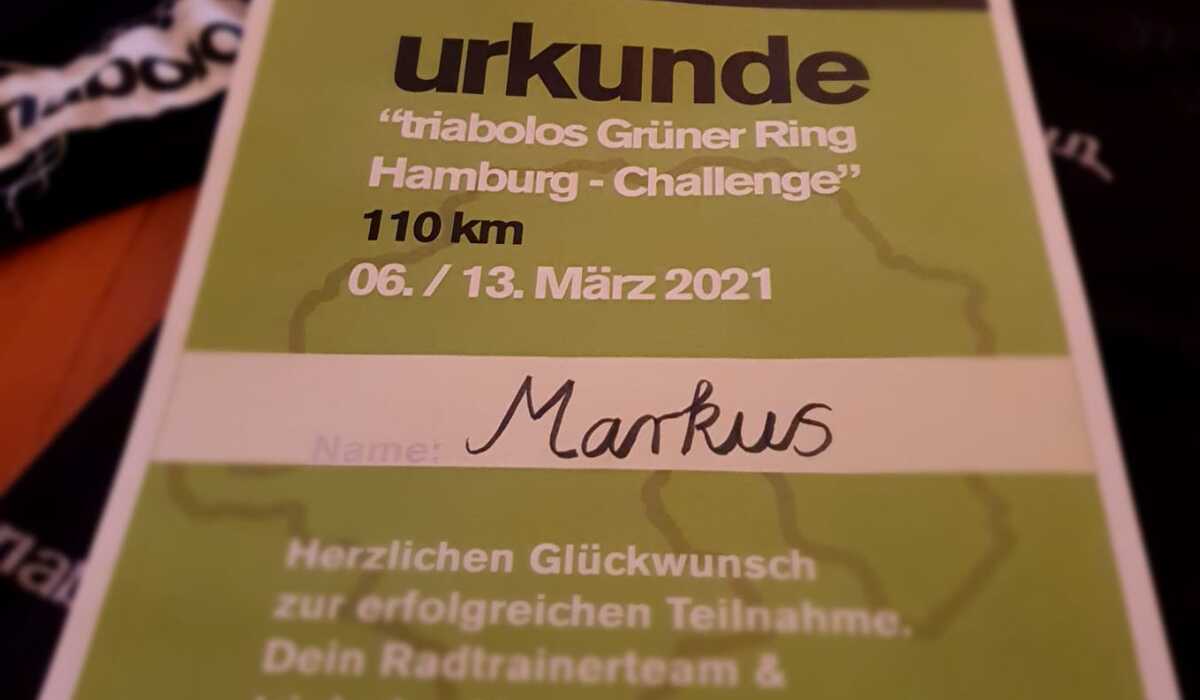 urkunde
“triabolos Grüner Ring
Hamburg - Challenge”
110 km
06. / 13. März 2021
Name: Markus
Herzlichen Glückwunsch
zur erfolgreichen Teilnahme.
Dein Radtrainerteam &